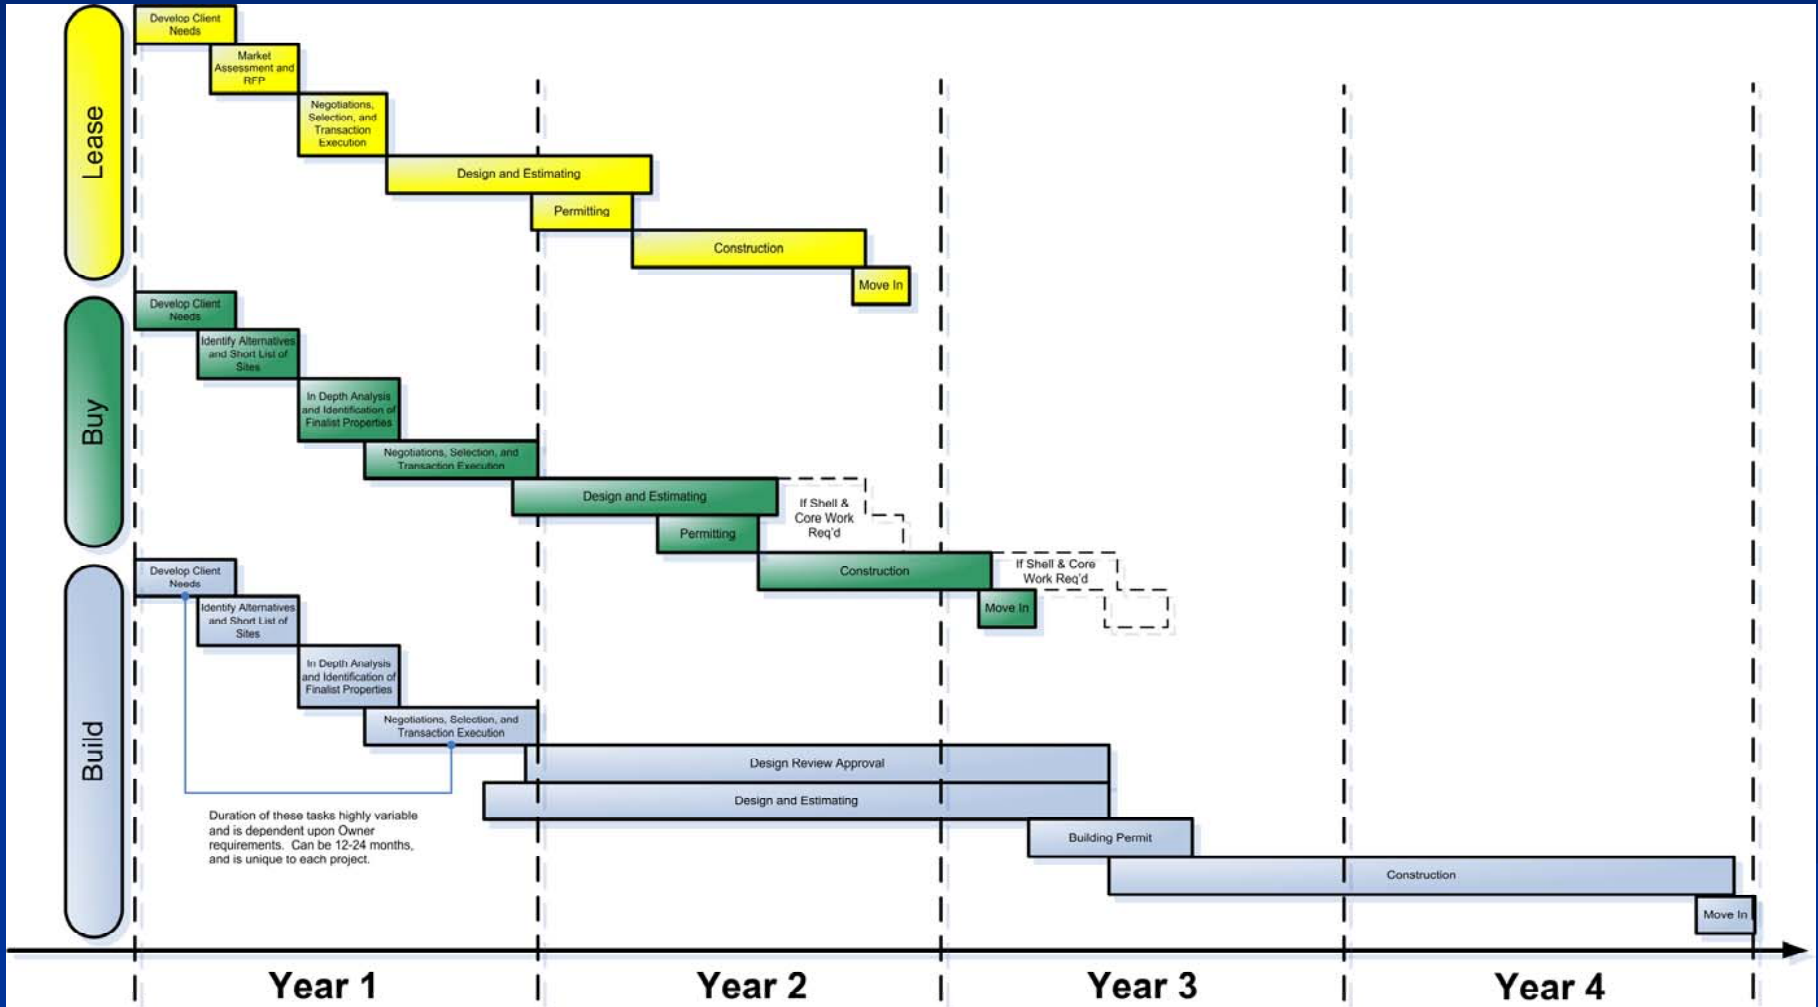 Lease
Develop Client
Needs
Market
Assessment and
RFP
Negotiations,
Selection, and
Transaction
Execution
Design and Estimating
Permitting
Construction
Move In
Buy
Develop Client
Needs
Identify Alternatives
and Short List of
Sites
In Depth Analysis
and Identification of
Finalist Properties
Negotiations, Selection, and
Transaction Execution
Design and Estimating
If Shell &
Core Work
Req'd
Permitting
Construction
If Shell & Core
Work Req'd
Move In
Build
Develop Client
Needs
Identify Alternatives
and Short List of
Sites
In Depth Analysis
and Identification of
Finalist Properties
Negotiations, Selection, and
Transaction Execution
Design Review Approval
Design and Estimating
Duration of these tasks highly variable
and is dependent upon Owner
requirements. Can be 12-24 months,
and is unique to each project.
Building Permit
Construction
Move In
Year 1
Year 2
Year 3
Year 4